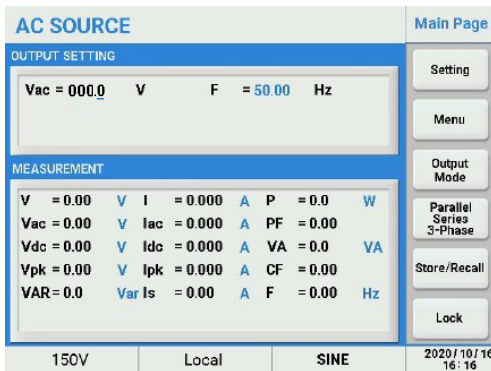 AC SOURCE
Main Page
OUTPUT SETTING
Vac = 000.0 V F = 50.00 Hz
Setting
Menu
Output
Mode
Parallel
Series
3-Phase
Store/Recall
Lock
MEASUREMENT
V = 0.00 V I = 0.000 A P = 0.0 W
Vac = 0.00 V Iac = 0.000 A PF = 0.00
Vdc = 0.00 V Idc = 0.000 A VA = 0.0 VA
Vpk = 0.00 V Ipk = 0.000 A CF = 0.00
VAR= 0.0 Var Is = 0.00 A F = 0.00 Hz
150V Local SINE
2020/10/16
16:16